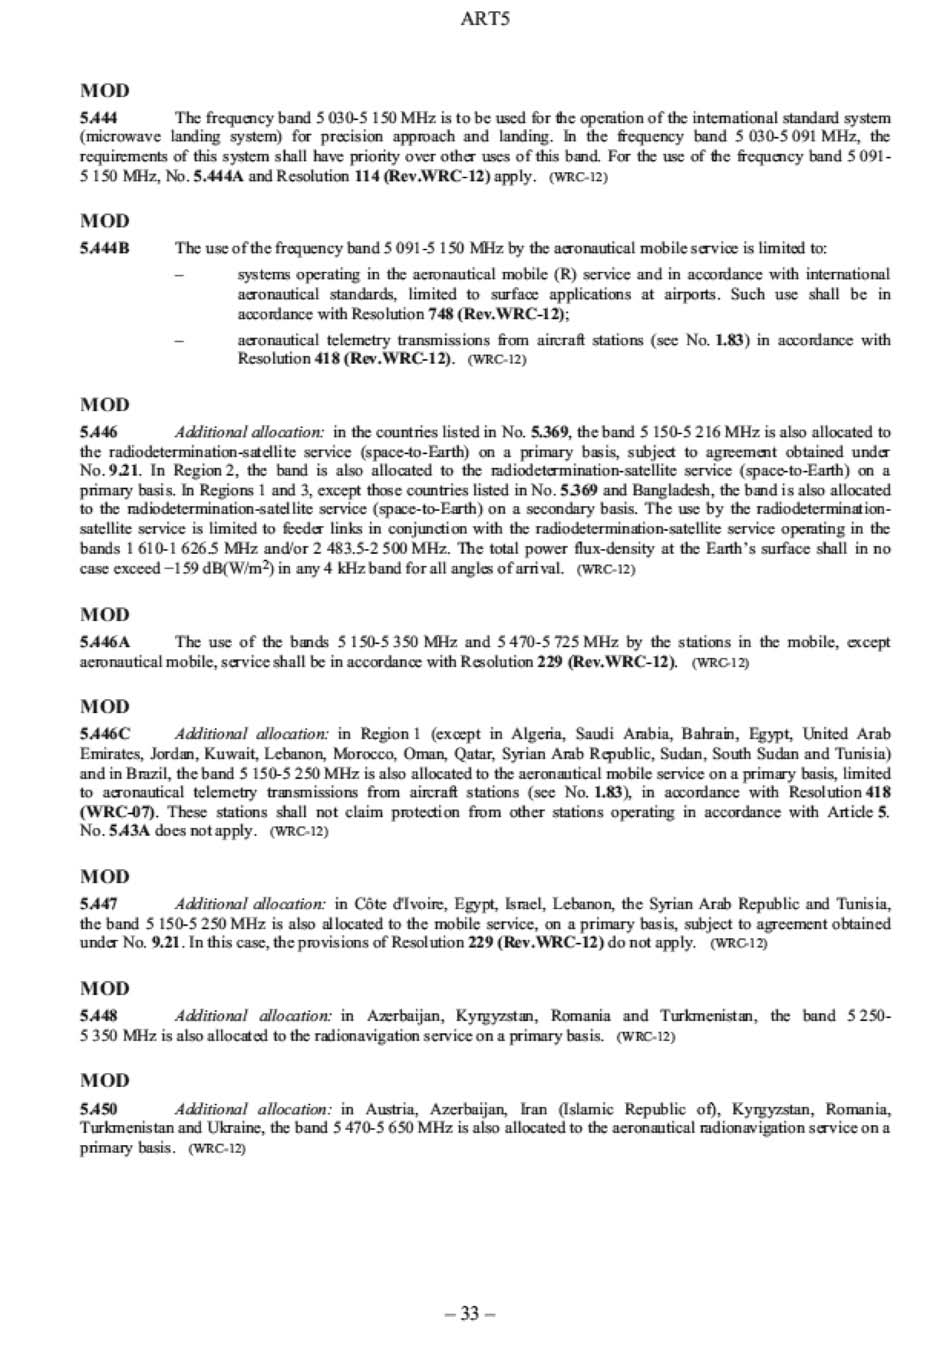 ART5
MOD
5.444 The frequency band 5 030-5 150 MHz is to be used for the operation of the international standard system
(microwave landing system) for precision approach and landing. In the frequency band 5 030-5 091 MHz, the
requirements of this system shall have priority over other uses of this band. For the use of the frequency band 5 091-
5 150 MHz, No. 5.444A and Resolution 114 (Rev.WRC-12) apply. (WRC-12)
MOD
5.444B The use of the frequency band 5 091-5 150 MHz by the aeronautical mobile service is limited to:
– systems operating in the aeronautical mobile (R) service and in accordance with international
aeronautical standards, limited to surface applications at airports. Such use shall be in
accordance with Resolution 748 (Rev.WRC-12);
– aeronautical telemetry transmissions from aircraft stations (see No. 1.83) in accordance with
Resolution 418 (Rev.WRC-12). (WRC-12)
MOD
5.446 Additional allocation: in the countries listed in No. 5.369, the band 5 150-5 216 MHz is also allocated to
the radiodetermination-satellite service (space-to-Earth) on a primary basis, subject to agreement obtained under
No. 9.21. In Region 2, the band is also allocated to the radiodetermination-satellite service (space-to-Earth) on a
primary basis. In Regions 1 and 3, except those countries listed in No. 5.369 and Bangladesh, the band is also allocated
to the radiodetermination-satellite service (space-to-Earth) on a secondary basis. The use by the radiodetermination-
satellite service is limited to feeder links in conjunction with the radiodetermination-satellite service operating in the
bands 1 610-1 626.5 MHz and/or 2 483.5-2 500 MHz. The total power flux-density at the Earth's surface shall in no
case exceed −159 dB(W/m²) in any 4 kHz band for all angles of arrival. (WRC-12)
MOD
5.446A The use of the bands 5 150-5 350 MHz and 5 470-5 725 MHz by the stations in the mobile, except
aeronautical mobile, service shall be in accordance with Resolution 229 (Rev.WRC-12). (WRC-12)
MOD
5.446C Additional allocation: in Region 1 (except in Algeria, Saudi Arabia, Bahrain, Egypt, United Arab
Emirates, Jordan, Kuwait, Lebanon, Morocco, Oman, Qatar, Syrian Arab Republic, Sudan, South Sudan and Tunisia)
and in Brazil, the band 5 150-5 250 MHz is also allocated to the aeronautical mobile service on a primary basis, limited
to aeronautical telemetry transmissions from aircraft stations (see No. 1.83), in accordance with Resolution 418
(WRC-07). These stations shall not claim protection from other stations operating in accordance with Article 5.
No. 5.43A does not apply. (WRC-12)
MOD
5.447 Additional allocation: in Côte d'Ivoire, Egypt, Israel, Lebanon, the Syrian Arab Republic and Tunisia,
the band 5 150-5 250 MHz is also allocated to the mobile service, on a primary basis, subject to agreement obtained
under No. 9.21. In this case, the provisions of Resolution 229 (Rev.WRC-12) do not apply. (WRC-12)
MOD
5.448 Additional allocation: in Azerbaijan, Kyrgyzstan, Romania and Turkmenistan, the band 5 250-
5 350 MHz is also allocated to the radionavigation service on a primary basis. (WRC-12)
MOD
5.450 Additional allocation: in Austria, Azerbaijan, Iran (Islamic Republic of), Kyrgyzstan, Romania,
Turkmenistan and Ukraine, the band 5 470-5 650 MHz is also allocated to the aeronautical radionavigation service on a
primary basis. (WRC-12)
– 33 –